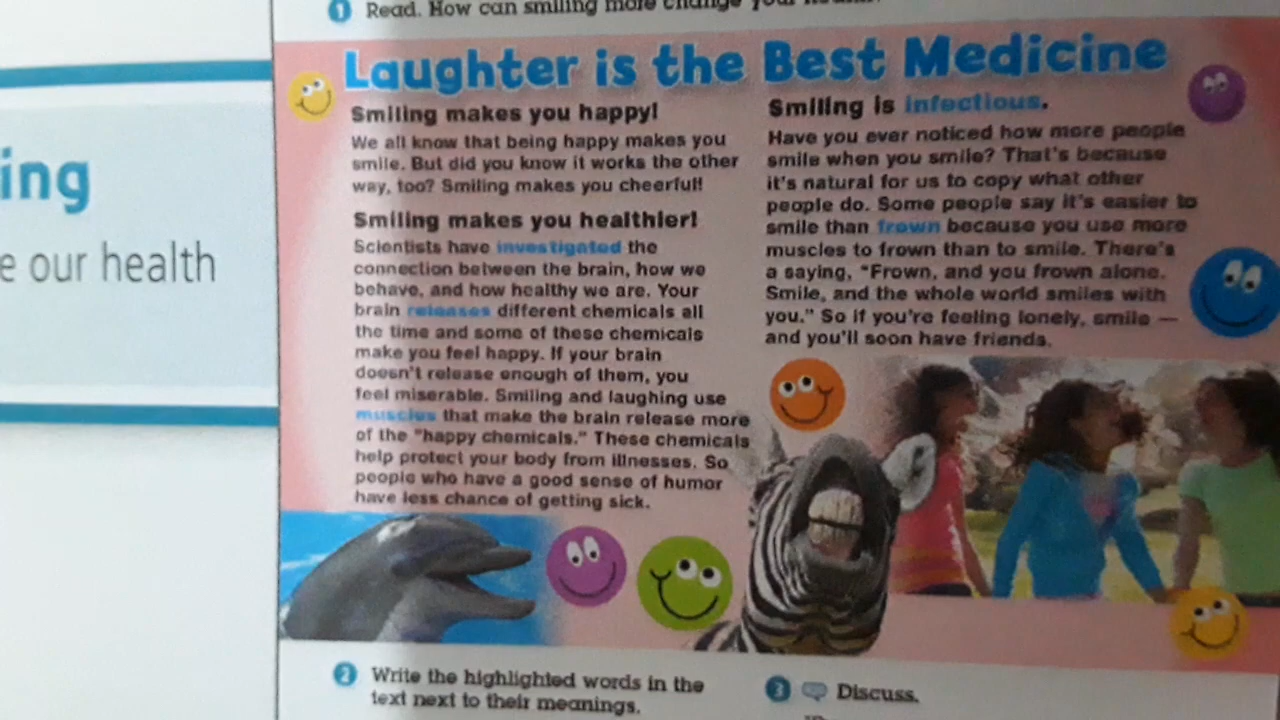 ing
e our health
1 Read. How can smiling more change your
Laughter is the Best Medicine
Smiling makes you happy!
We all know that being happy makes you
smile. But did you know it works the other
way, too? Smiling makes you cheerful!
Smiling makes you healthier!
Scientists have investigated the
connection between the brain, how we
behave, and how healthy we are. Your
brain releases different chemicals all
the time and some of these chemicals
make you feel happy. If your brain
doesn't release enough of them, you
feel miserable. Smiling and laughing use
muscles that make the brain release more
of the "happy chemicals." These chemicals
help protect your body from illnesses. So
people who have a good sense of humor
have less chance of getting sick.
Smiling is infectious.
Have you ever noticed how more people
smile when you smile? That's because
it's natural for us to copy what other
people do. Some people say it's easier to
smile than frown because you use more
muscles to frown than to smile. There's
a saying, "Frown, and you frown alone.
Smile, and the whole world smiles with
you." So if you're feeling lonely, smile —
and you'll soon have friends.
2 Write the highlighted words in the
text next to their meanings.
3 Discuss.